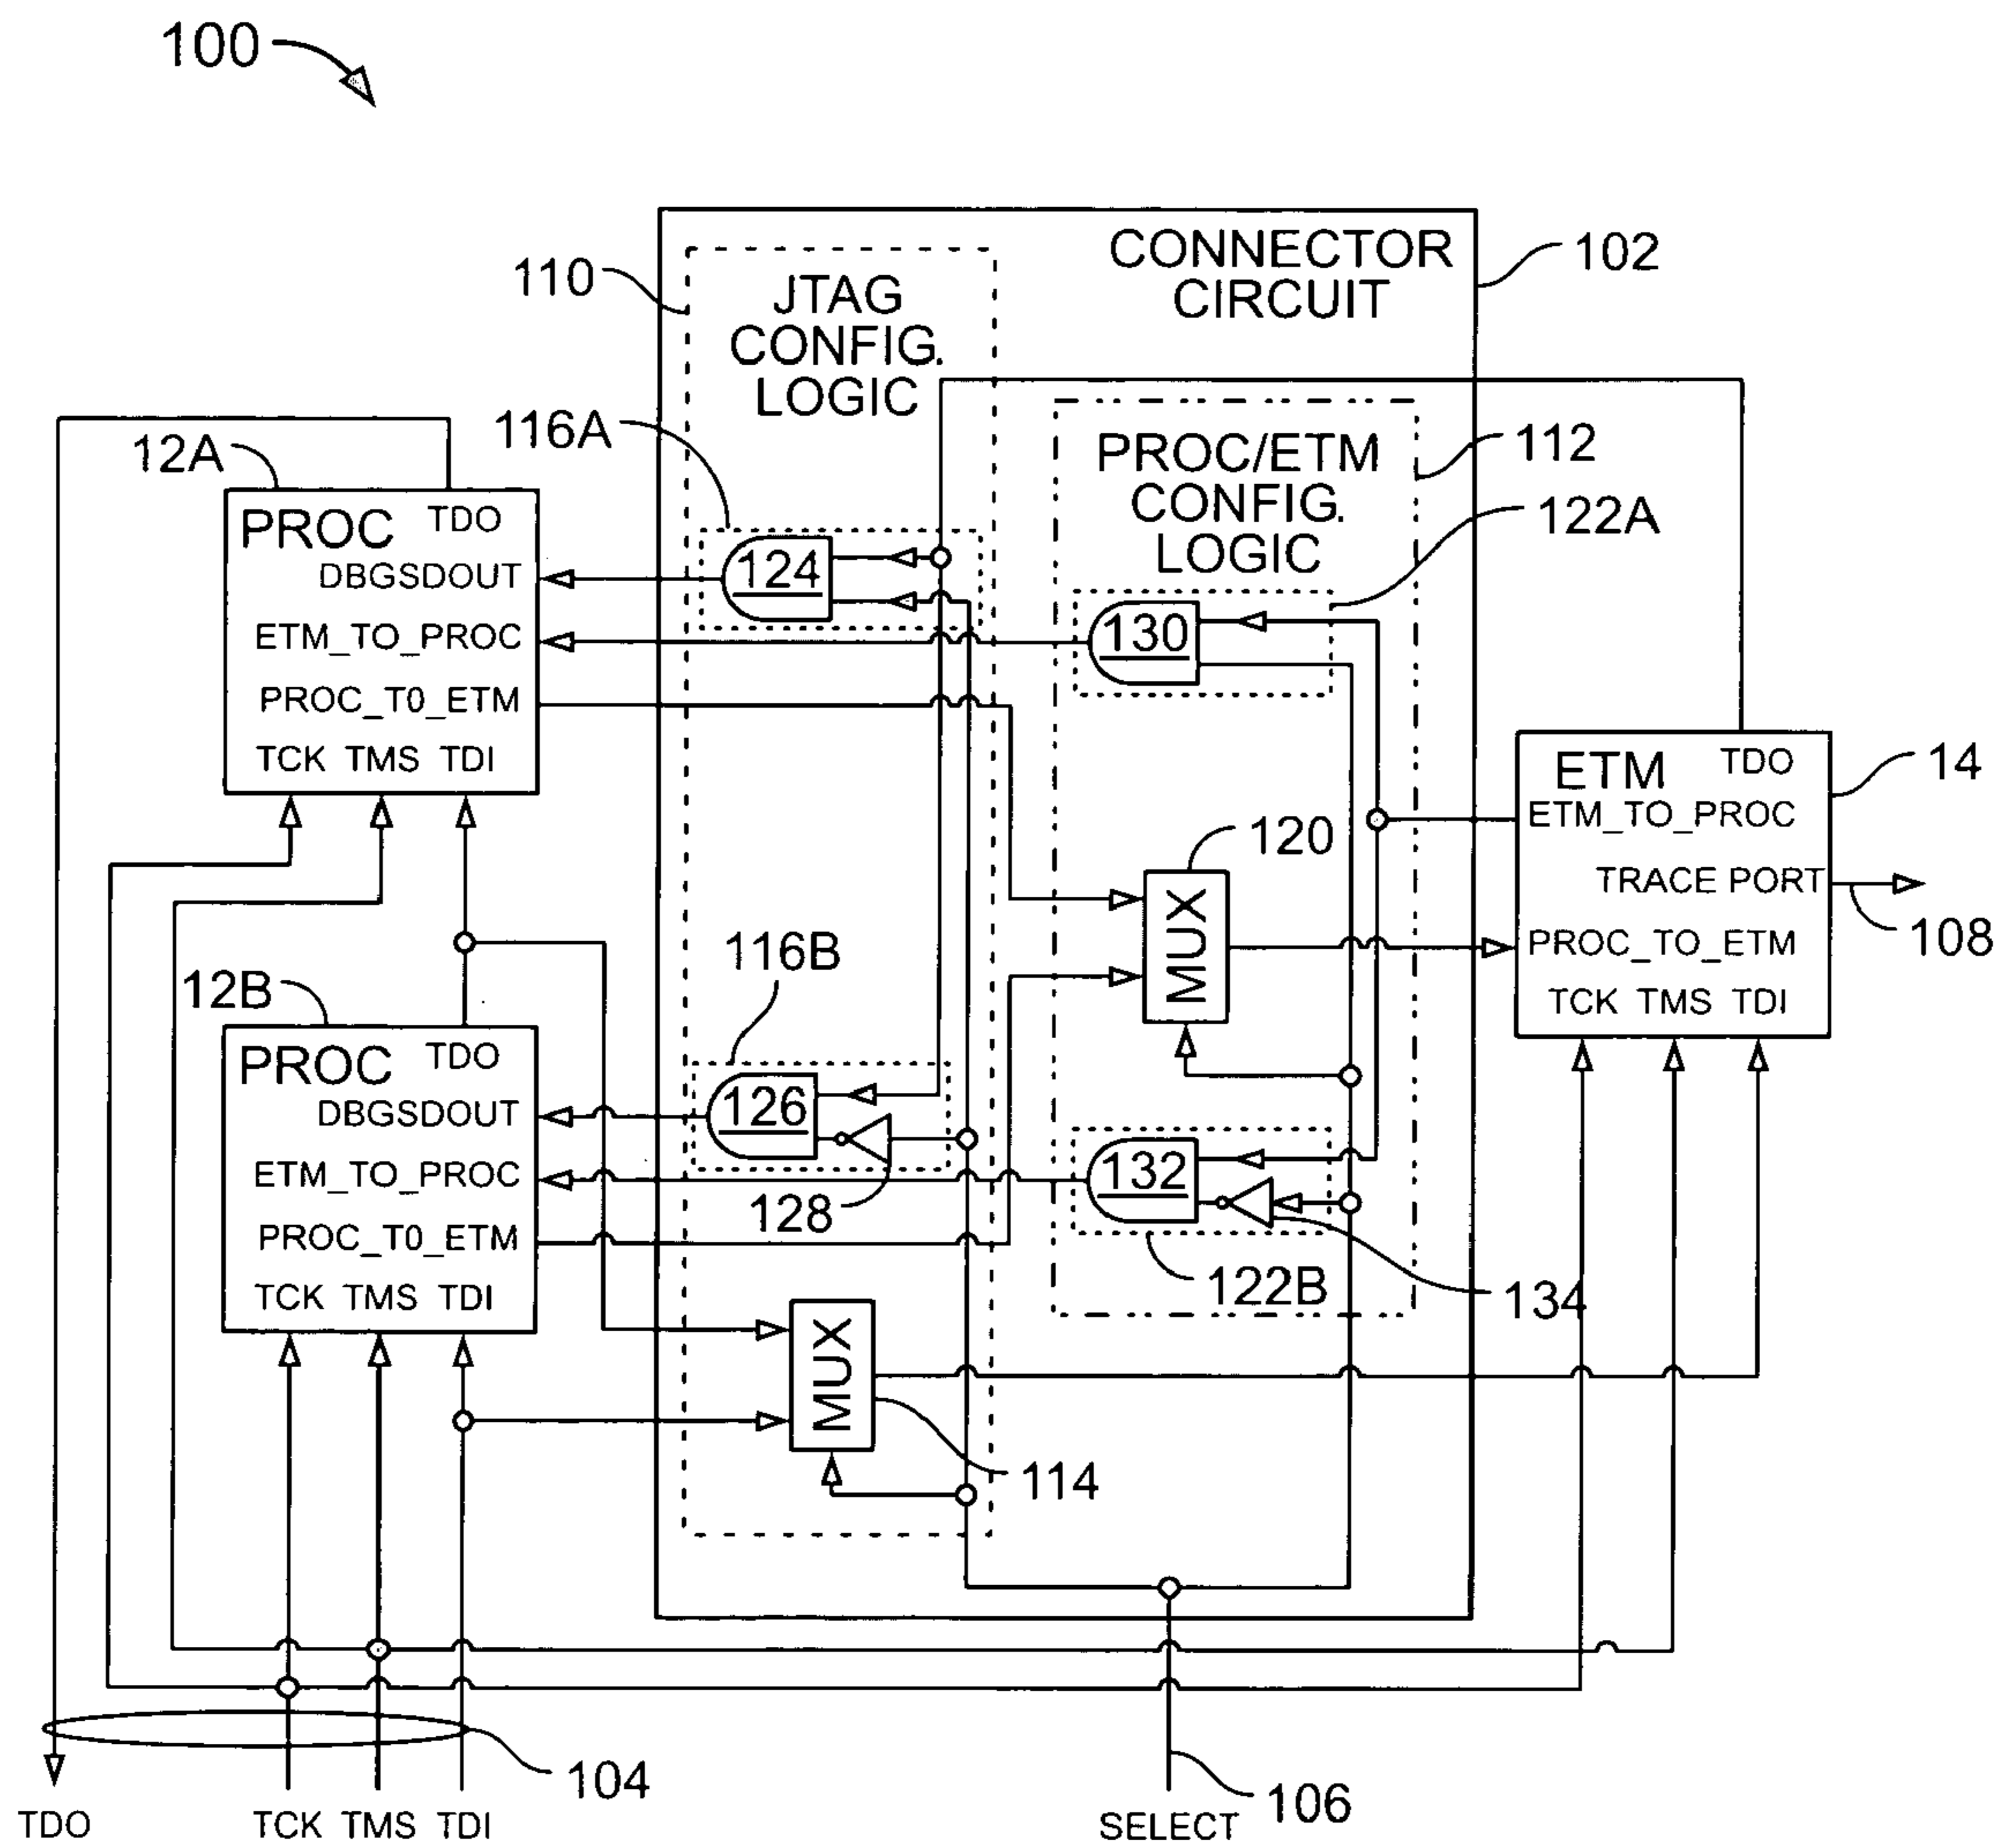 100
CONNECTOR
CIRCUIT
102
110
JTAG
CONFIG.
LOGIC
116A
12A
PROC/ETM
CONFIG.
LOGIC
112
122A
PROC TDO
DBGSDOUT
ETM_TO_PROC
PROC_T0_ETM
TCK TMS TDI
124
130
ETM TDO
ETM_TO_PROC
TRACE PORT
PROC_TO_ETM
TCK TMS TDI
14
108
120
MUX
116B
12B
PROC TDO
DBGSDOUT
ETM_TO_PROC
PROC_T0_ETM
TCK TMS TDI
126
128
132
122B
134
MUX
114
104
106
TDO
TCK TMS TDI
SELECT